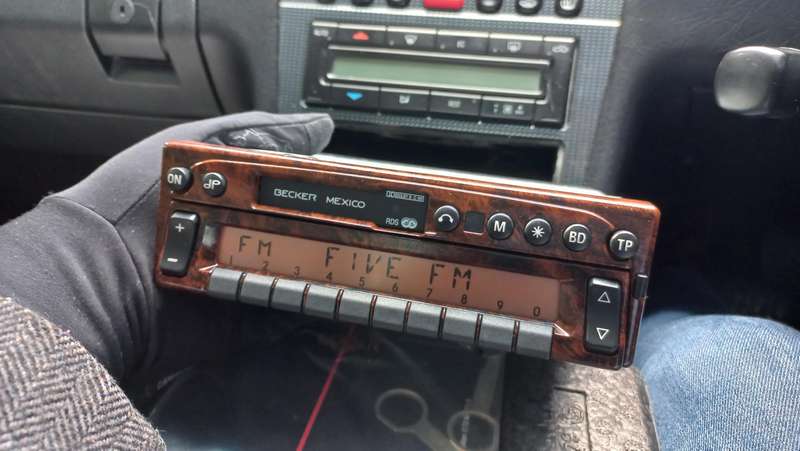 AUTO
ON
BECKER MEXICO
RDS
M
BD
TP
FM FIVE FM
1 2 3 4 5 6 7 8 9 0